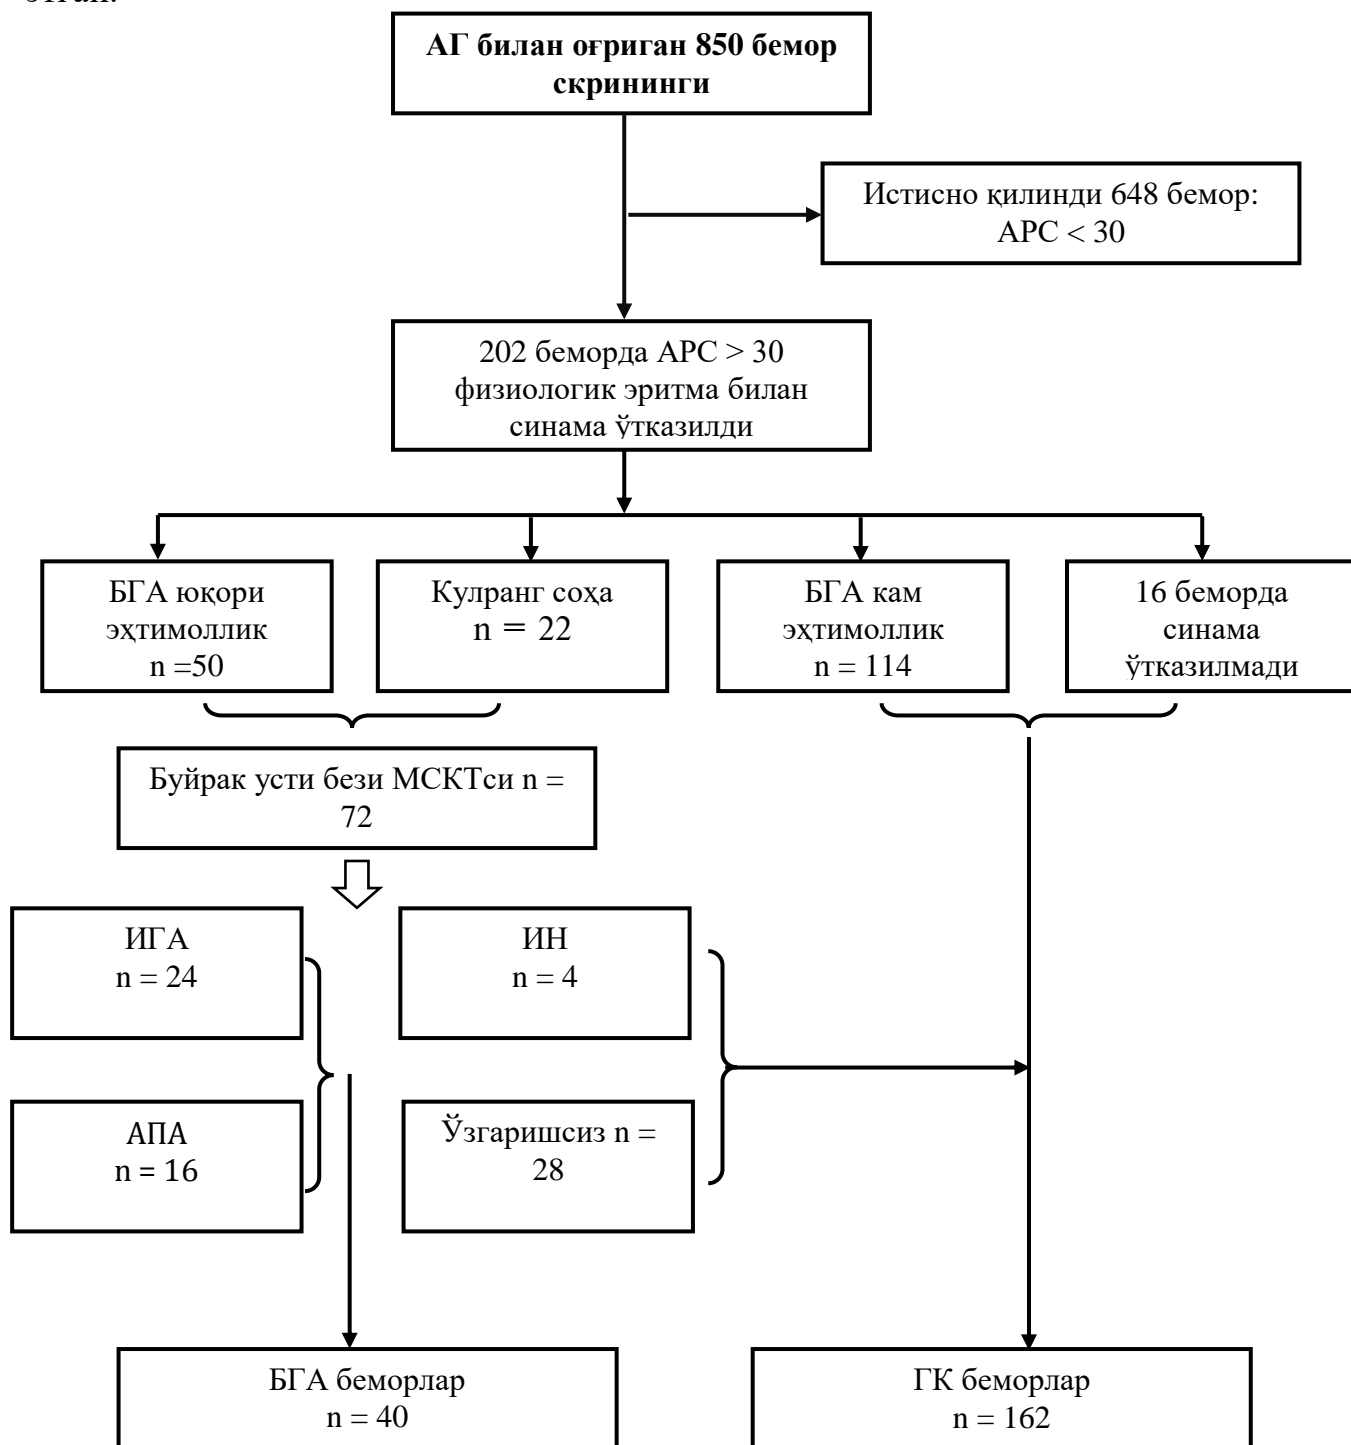 АГ билан оғриган 850 бемор
скрининги
Истисно қилинди 648 бемор:
АРС < 30
202 беморда АРС > 30
физиологик эритма билан
синама ўтказилди
БГА юқори
эҳтимоллик
n =50
Кулранг соҳа
n = 22
БГА кам
эҳтимоллик
n = 114
16 беморда
синама
ўтказилмади
Буйрак усти бези МСКТси n =
72
ИГА
n = 24
ИН
n = 4
АПА
n = 16
Ўзгаришсиз n =
28
БГА беморлар
n = 40
ГК беморлар
n = 162